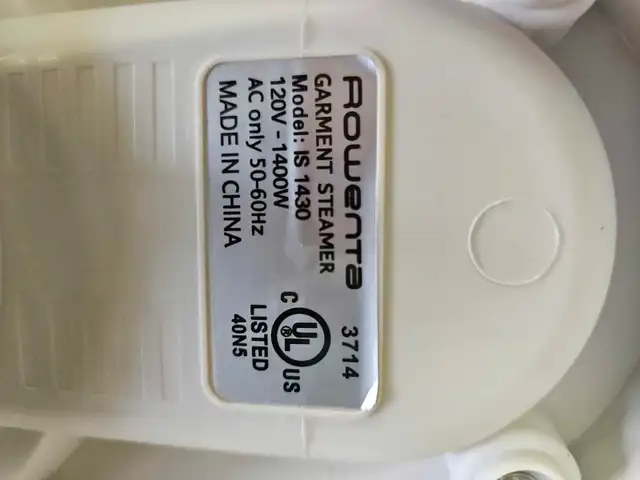 Rowenta
GARMENT STEAMER
Model: IS 1430
120V - 1400W
AC only 50-60Hz
MADE IN CHINA
3714
C UL ® US
LISTED
40N5